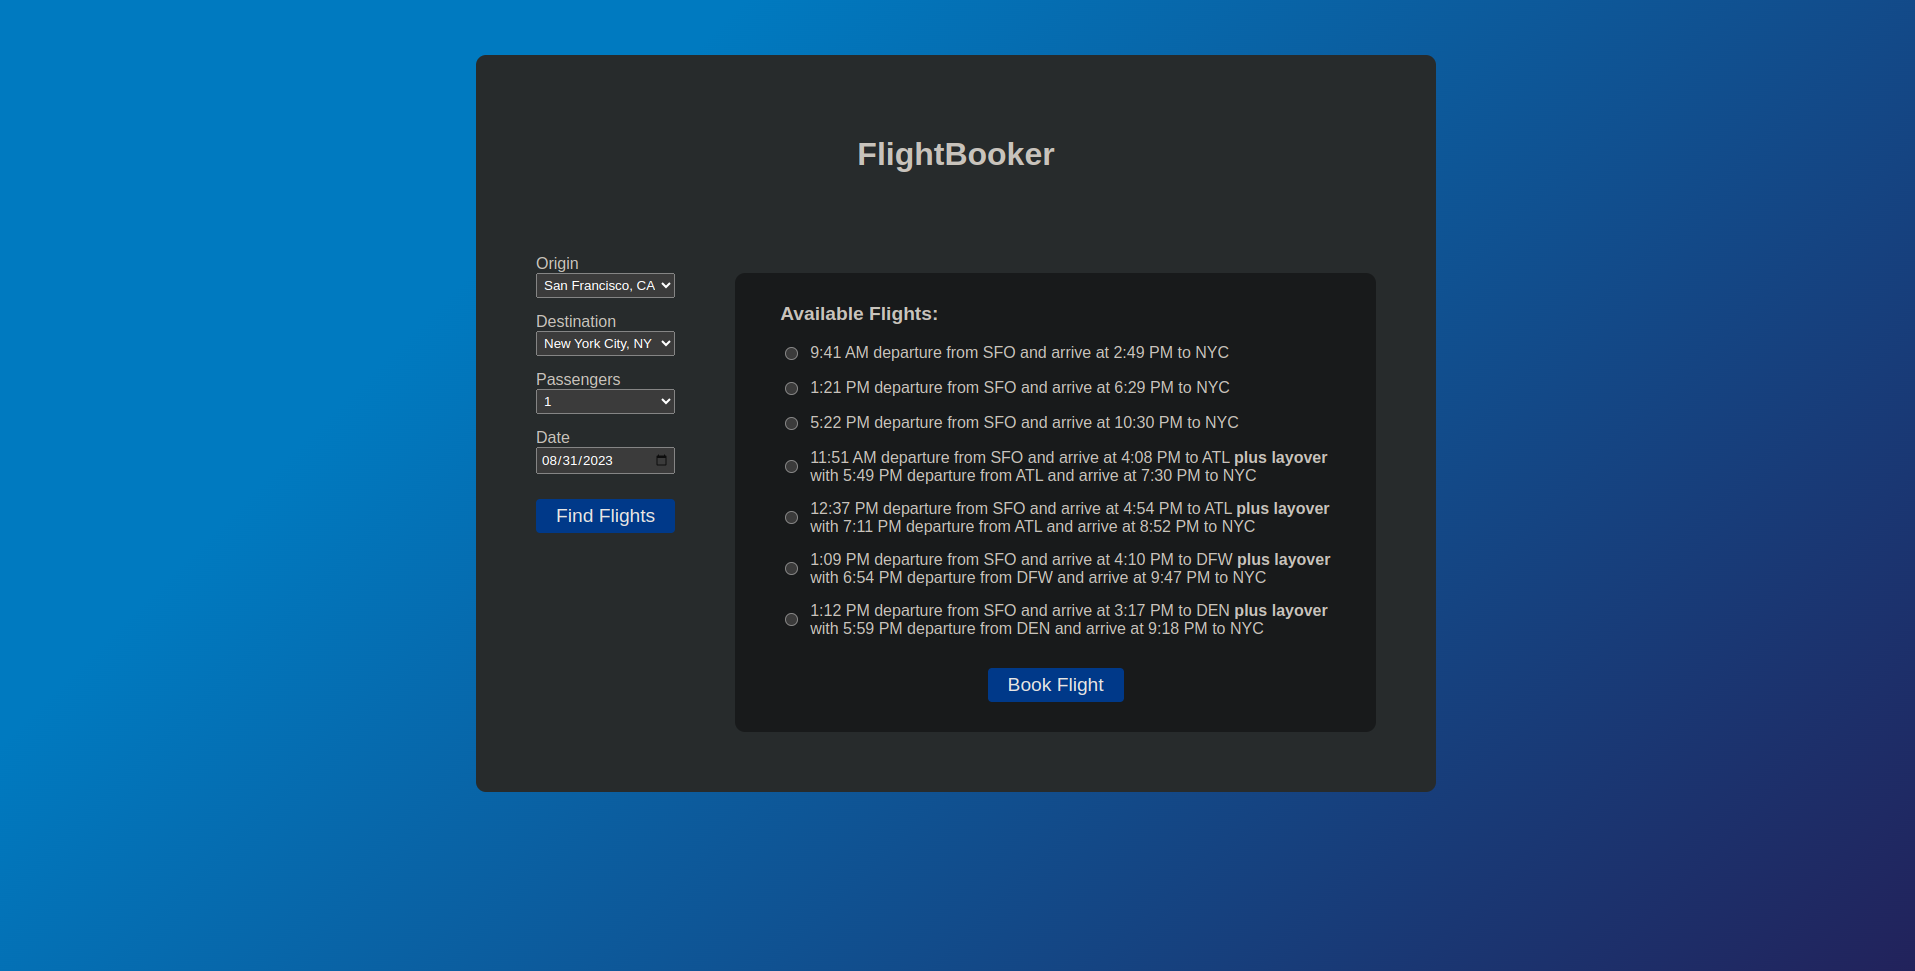 FlightBooker
Origin
San Francisco, CA
Destination
New York City, NY
Passengers
1
Date
08/31/2023
Find Flights
Available Flights:
9:41 AM departure from SFO and arrive at 2:49 PM to NYC
1:21 PM departure from SFO and arrive at 6:29 PM to NYC
5:22 PM departure from SFO and arrive at 10:30 PM to NYC
11:51 AM departure from SFO and arrive at 4:08 PM to ATL plus layover
with 5:49 PM departure from ATL and arrive at 7:30 PM to NYC
12:37 PM departure from SFO and arrive at 4:54 PM to ATL plus layover
with 7:11 PM departure from ATL and arrive at 8:52 PM to NYC
1:09 PM departure from SFO and arrive at 4:10 PM to DFW plus layover
with 6:54 PM departure from DFW and arrive at 9:47 PM to NYC
1:12 PM departure from SFO and arrive at 3:17 PM to DEN plus layover
with 5:59 PM departure from DEN and arrive at 9:18 PM to NYC
Book Flight